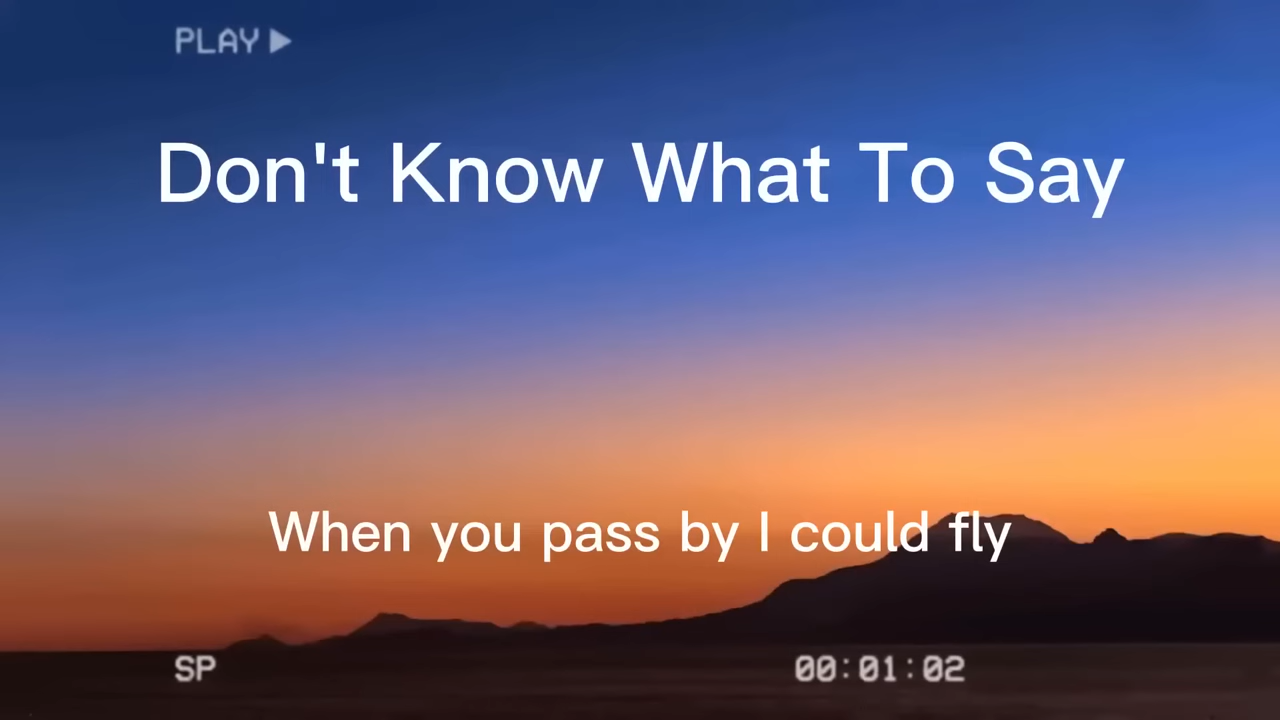 PLAY ▶
Don't Know What To Say
When you pass by I could fly
SP
00:01:02